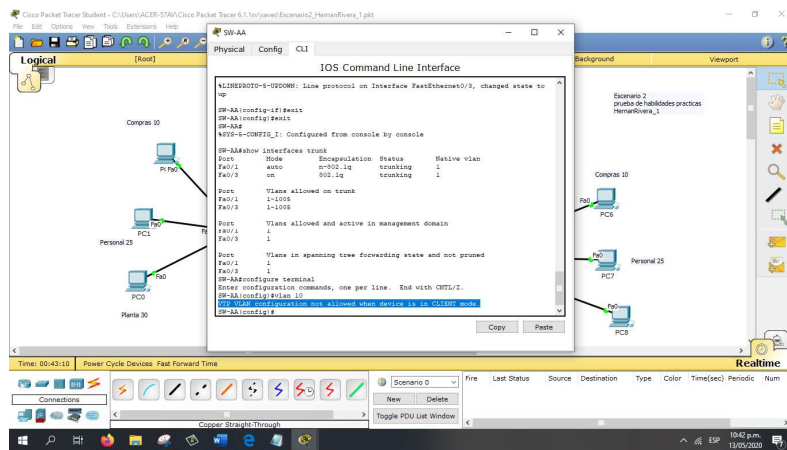 Cisco Packet Tracer Student - C:\Users\ACER-57AV\Cisco Packet Tracer 6.1.1sv\saves\Escenario2_HernanRivera_1.pkt
File Edit Options View Tools Extensions Help
Logical
[Root]
Background
Viewport
SW-AA
Physical Config CLI
IOS Command Line Interface
%LINEPROTO-5-UPDOWN: Line protocol on Interface FastEthernet0/3, changed state to
up
SW-AA(config-if)#exit
SW-AA(config)#exit
SW-AA#
%SYS-5-CONFIG_I: Configured from console by console
SW-AA#show interfaces trunk
Port Mode Encapsulation Status Native vlan
Fa0/1 auto n-802.1q trunking 1
Fa0/3 on 802.1q trunking 1
Port Vlans allowed on trunk
Fa0/1 1-1005
Fa0/3 1-1005
Port Vlans allowed and active in management domain
Fa0/1 1
Fa0/3 1
Port Vlans in spanning tree forwarding state and not pruned
Fa0/1 1
Fa0/3 1
SW-AA#configure terminal
Enter configuration commands, one per line. End with CNTL/Z.
SW-AA(config)#vlan 10
VTP VLAN configuration not allowed when device is in CLIENT mode.
SW-AA(config)#
Copy Paste
Compras 10
Fa0
Fa0
PC1
Personal 25
Fa0
PC0
Planta 30
Escenario 2
prueba de habilidades practicas
HernanRivera_1
Compras 10
Fa0
PC6
Fa0
Personal 25
PC7
Fa0
PC8
Time: 00:43:10 Power Cycle Devices Fast Forward Time
Realtime
Connections
Copper Straight-Through
Scenario 0
New Delete
Toggle PDU List Window
Fire Last Status Source Destination Type Color Time(sec) Periodic Num
ESP
10:42 p.m.
13/05/2020